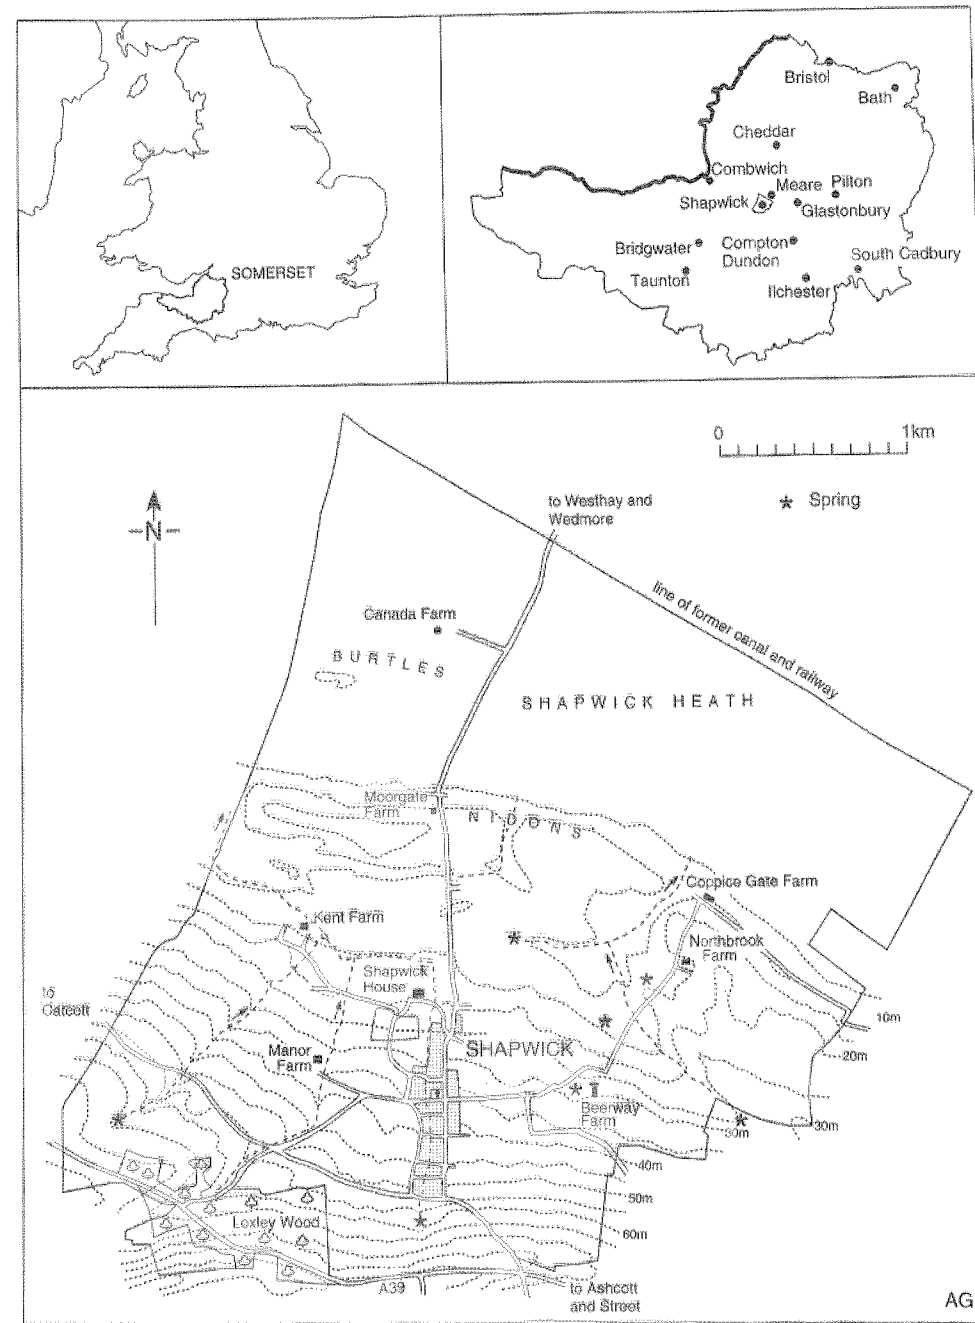 SOMERSET
Bristol
Bath
Cheddar
Combwich
Meare
Pilton
Shapwick
Glastonbury
Bridgwater
Compton
Dundon
South Cadbury
Taunton
Ilchester
0
1km
Spring
to Westhay and
Wedmore
N
Canada Farm
line of former canal and railway
BURTLES
SHAPWICK HEATH
Moorgate
Farm
NIDONS
Coppice Gate Farm
Kent Farm
Northbrook
Farm
Shapwick
House
to
Catcott
10m
SHAPWICK
20m
Manor
Farm
Beerway
Farm
30m
30m
40m
50m
Loxley Wood
60m
A39
to Ashcott
and Street
AG